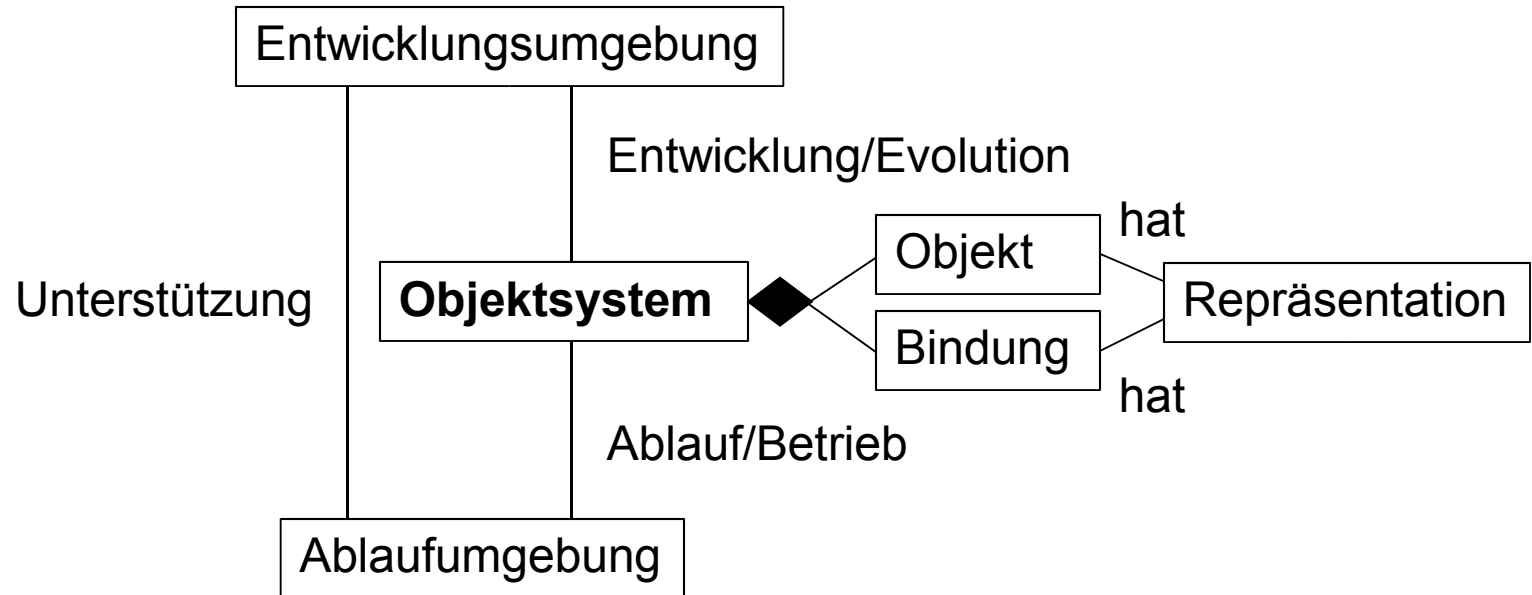 Entwicklungsumgebung
Entwicklung/Evolution
hat
Objekt
Unterstützung
Objektsystem
Repräsentation
Bindung
hat
Ablauf/Betrieb
Ablaufumgebung